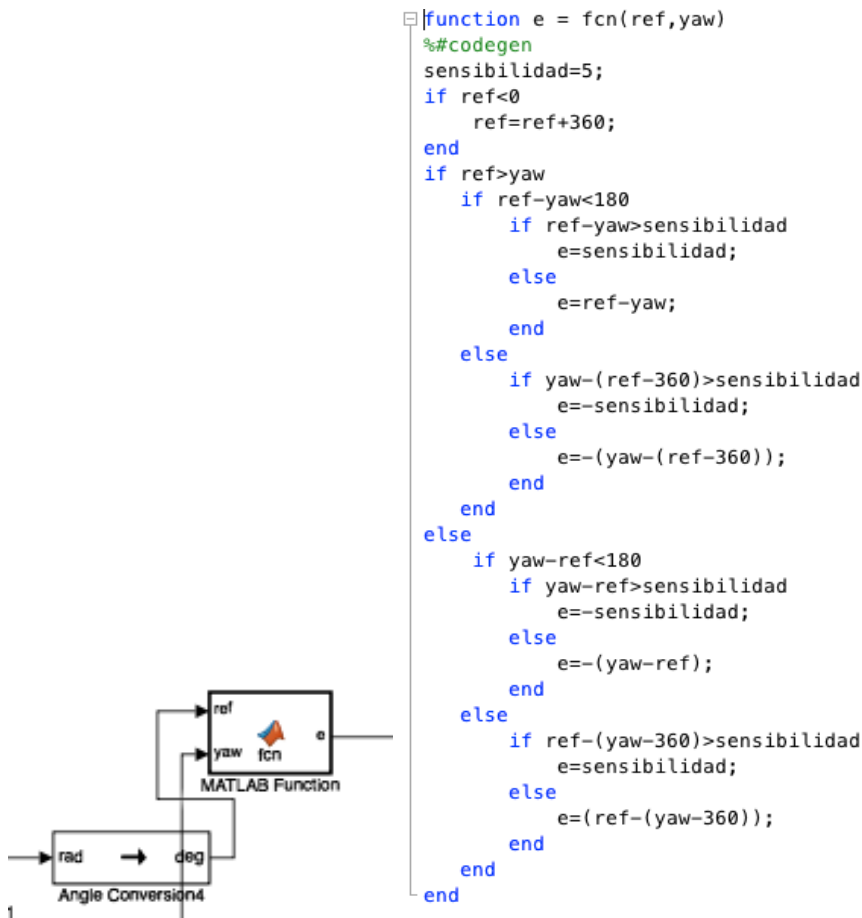 function e = fcn(ref,yaw)
%#codegen
sensibilidad=5;
if ref<0
ref=ref+360;
end
if ref>yaw
if ref-yaw<180
if ref-yaw>sensibilidad
e=sensibilidad;
else
e=ref-yaw;
end
else
if yaw-(ref-360)>sensibilidad
e=-sensibilidad;
else
e=-(yaw-(ref-360));
end
end
else
if yaw-ref<180
if yaw-ref>sensibilidad
e=-sensibilidad;
else
e=-(yaw-ref);
end
else
if ref-(yaw-360)>sensibilidad
e=sensibilidad;
else
e=(ref-(yaw-360));
end
end
end
ref
e
yaw fcn
MATLAB Function
rad deg
Angle Conversion4
1